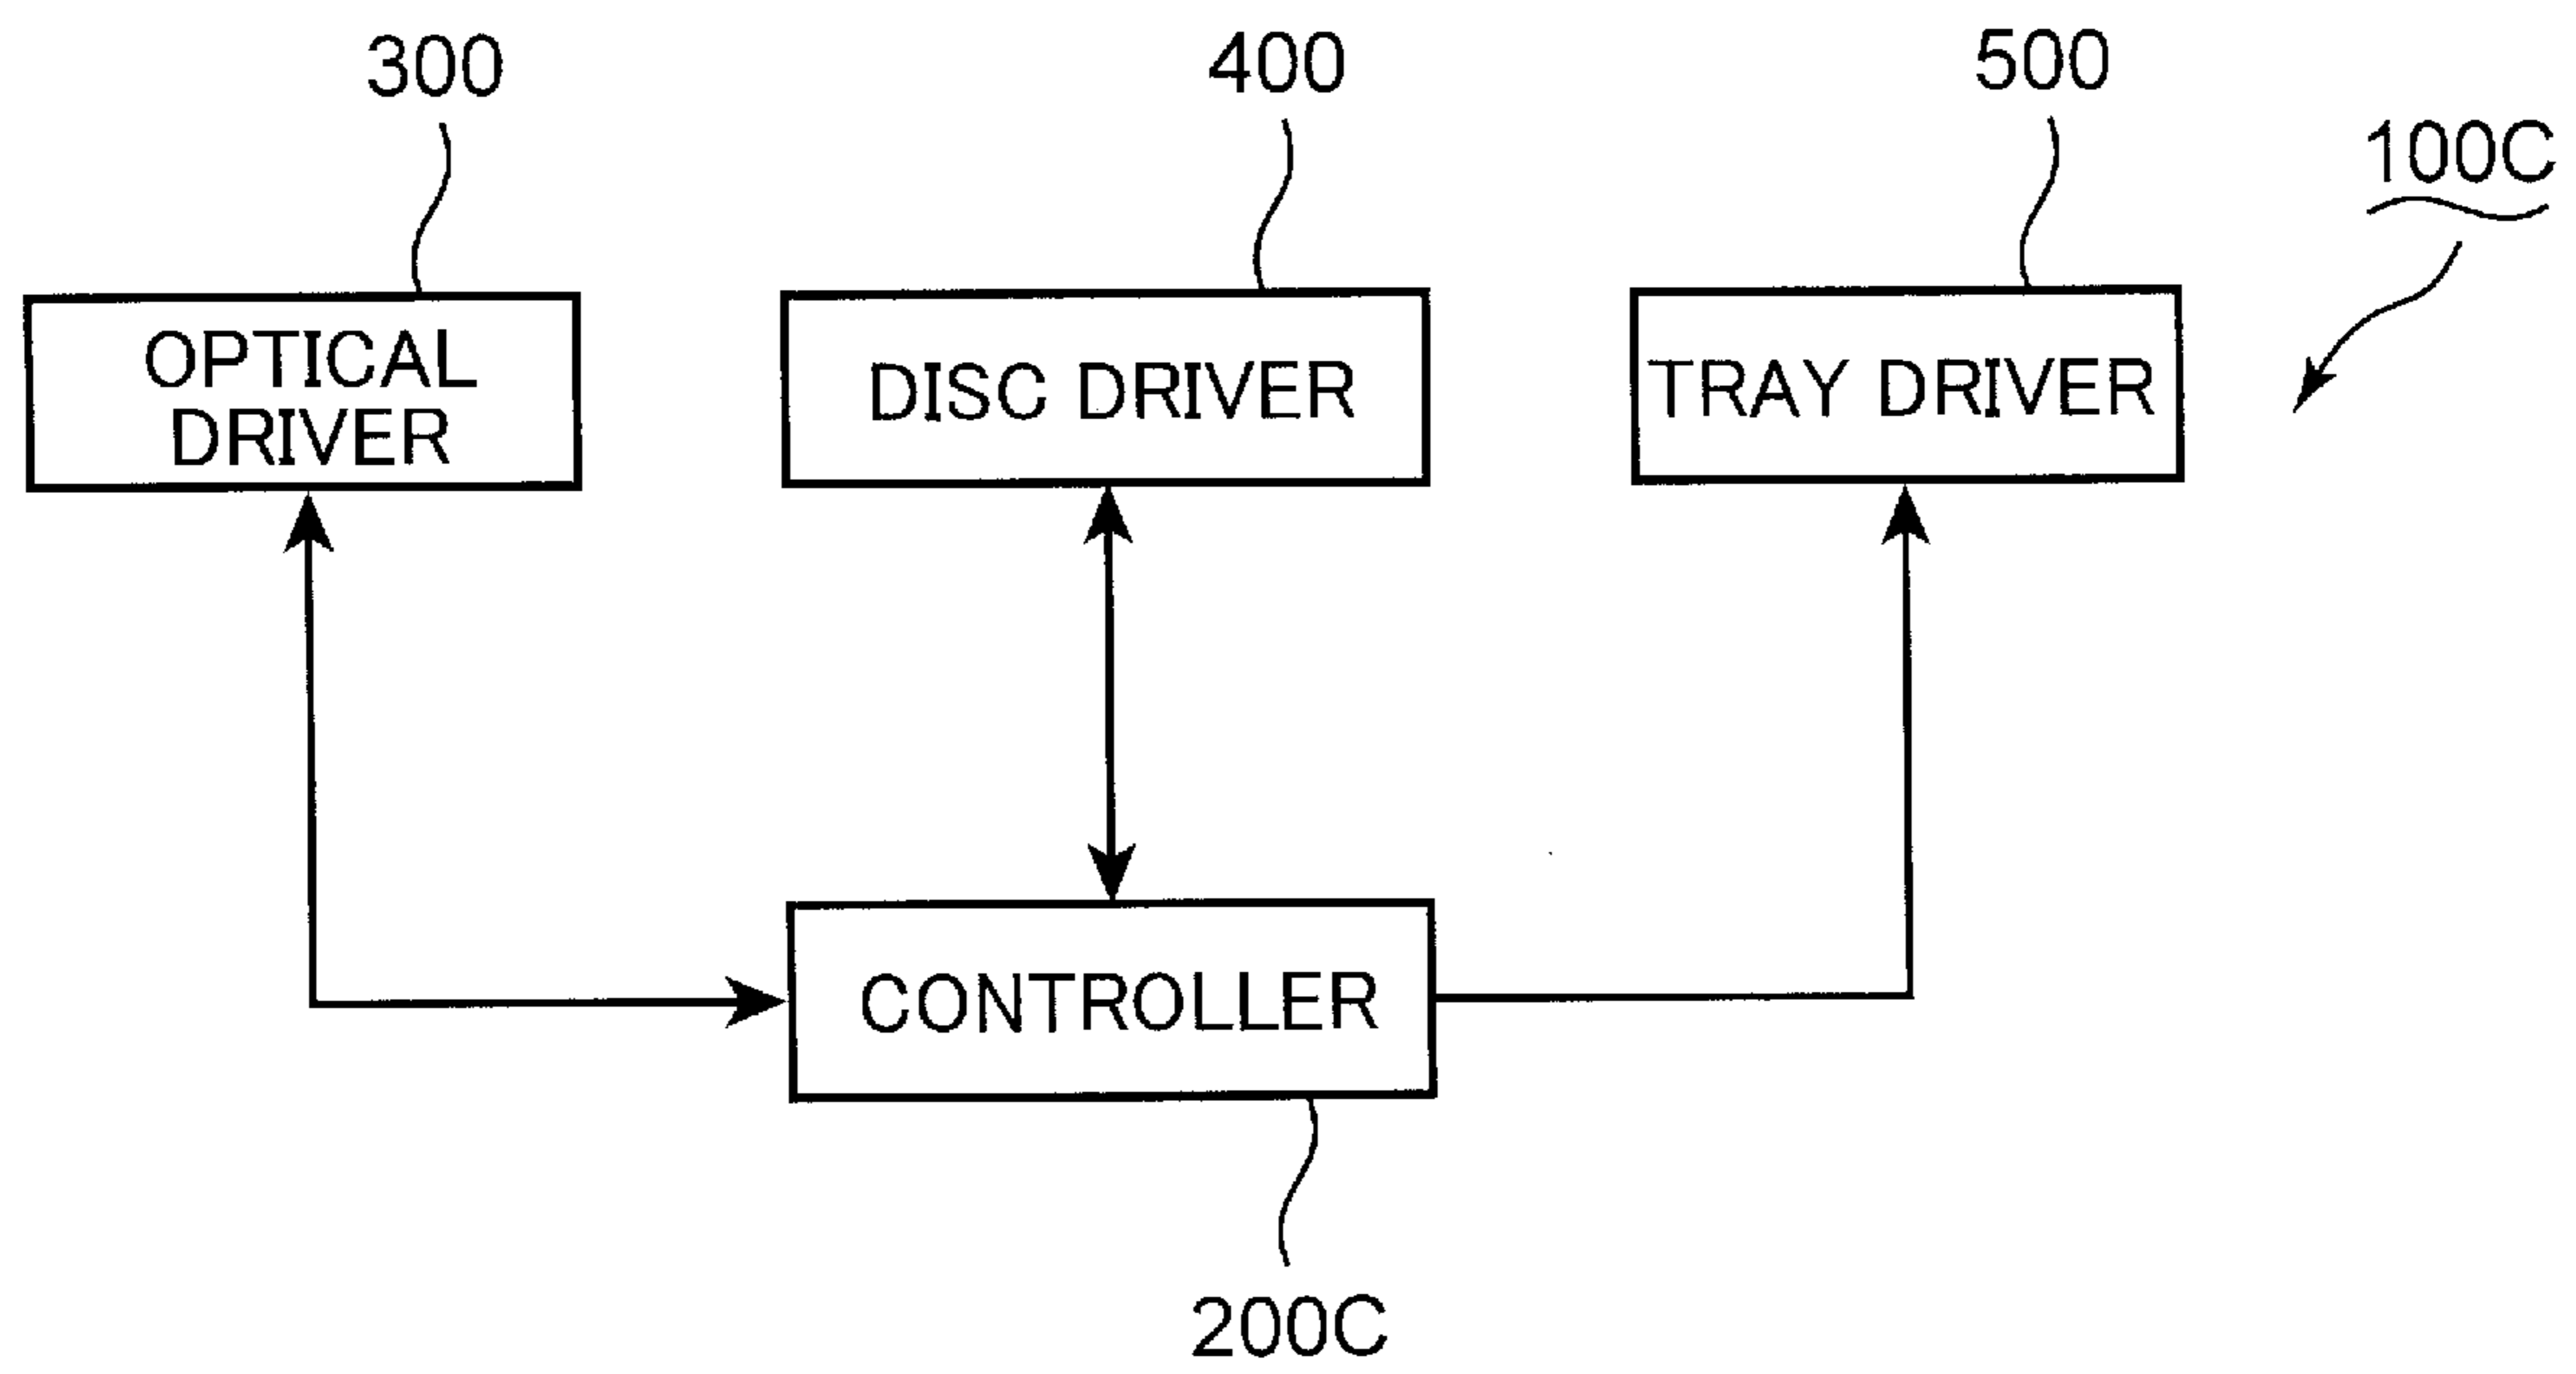 300
400
500
100C
OPTICAL
DRIVER
DISC DRIVER
TRAY DRIVER
CONTROLLER
200C